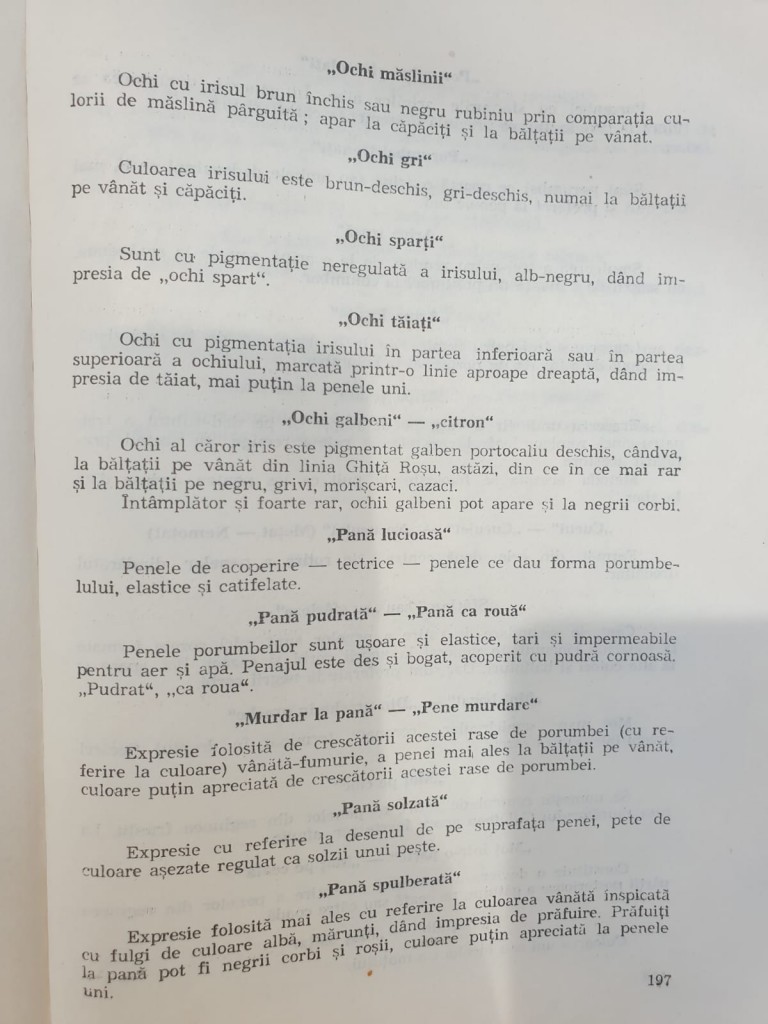 „Ochi măslinii“
Ochi cu irisul brun închis sau negru rubiniu prin comparația cu-
lorii de măslină pârguită ; apar la căpăciți și la bălțații pe vânat.
„Ochi gri“
Culoarea irisului este brun-deschis, gri-deschis, numai la bălțații
pe vânăt și căpăciți.
„Ochi sparți“
Sunt cu pigmentație neregulată a irisului, alb-negru, dând im-
presia de „ochi spart“.
„Ochi tăiați“
Ochi cu pigmentația irisului în partea inferioară sau în partea
superioară a ochiului, marcată printr-o linie aproape dreaptă, dând im-
presia de tăiat, mai puțin la penele uni.
„Ochi galbeni“ — „citron“
Ochi al căror iris este pigmentat galben portocaliu deschis, cândva,
la bălțații pe vânăt din linia Ghiță Roșu, astăzi, din ce în ce mai rar
și la bălțații pe negru, grivi, morișcari, cazaci.
Întâmplător și foarte rar, ochii galbeni pot apare și la negrii corbi.
„Pană lucioasă“
Penele de acoperire — tectrice — penele ce dau forma porumbe-
lului, elastice și catifelate.
„Pană pudrată“ — „Pană ca rouă“
Penele porumbeilor sunt ușoare și elastice, tari și impermeabile
pentru aer și apă. Penajul este des și bogat, acoperit cu pudră cornoasă.
„Pudrat“, „ca roua“.
„Murdar la pană“ — „Pene murdare“
Expresie folosită de crescătorii acestei rase de porumbei (cu re-
ferire la culoare) vânătă-fumurie, a penei mai ales la bălțații pe vânăt,
culoare puțin apreciată de crescătorii acestei rase de porumbei.
„Pană solzată“
Expresie cu referire la desenul de pe suprafața penei, pete de
culoare așezate regulat ca solzii unui pește.
„Pană spulberată“
Expresie folosită mai ales cu referire la culoarea vânătă inspicată
cu fulgi de culoare albă, mărunți, dând impresia de prăfuire. Prăfuiți
la pană pot fi negrii corbi și roșii, culoare puțin apreciată la penele
uni.
197